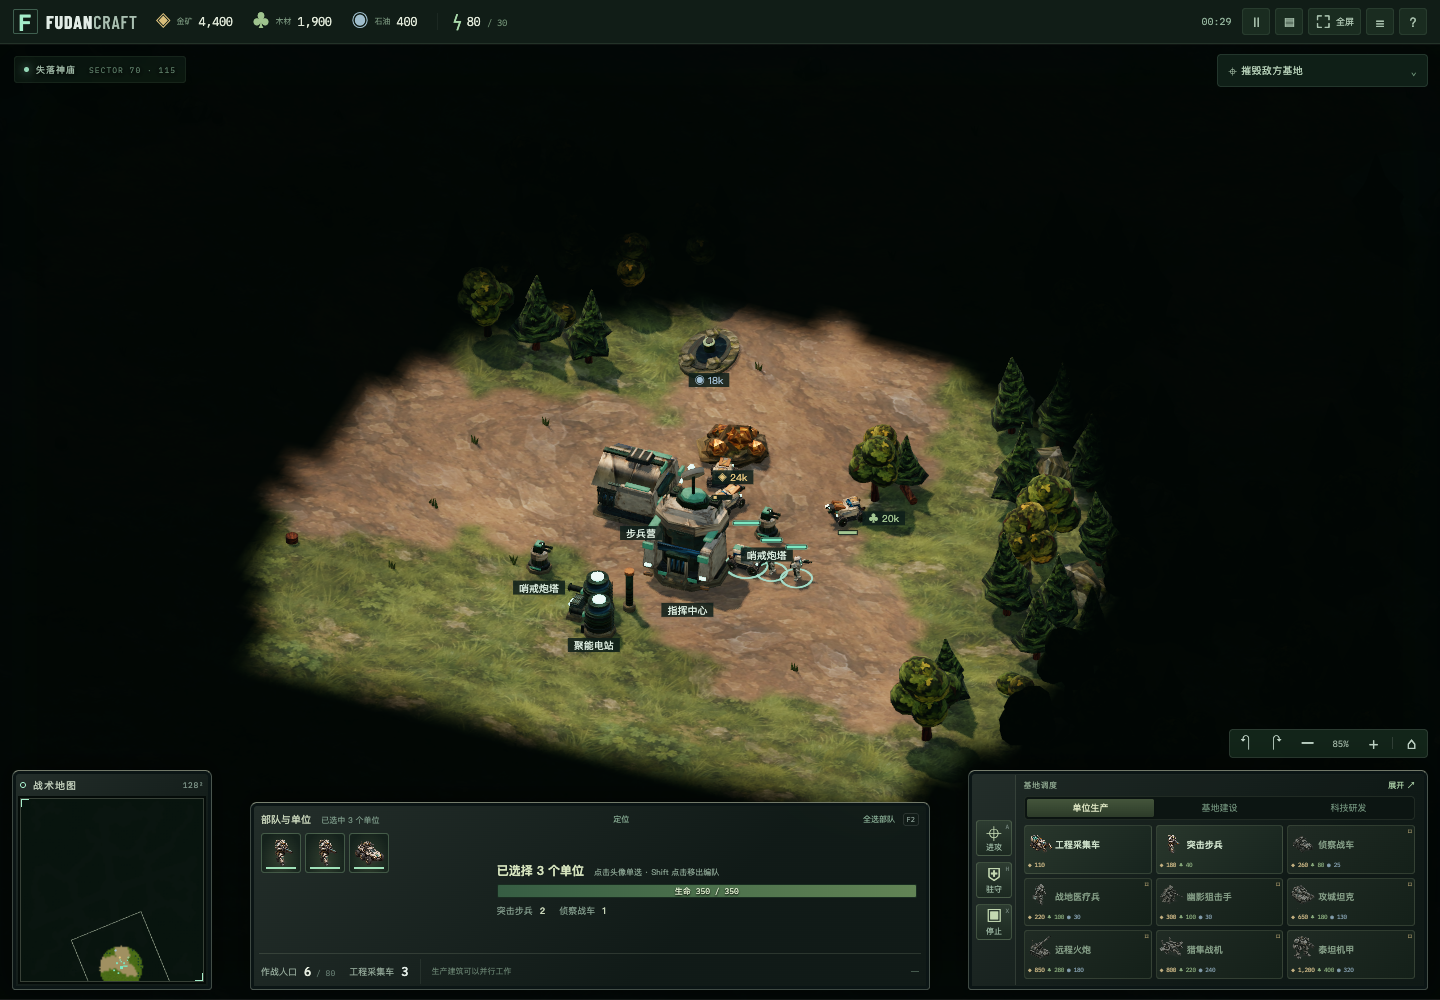 F FUDANCRAFT 金矿 4,400 木材 1,900 石油 400 80 / 30 00:29 全屏 ?
失落神庙 SECTOR 70 · 115
摧毁敌方基地
18k
24k
20k
步兵营
哨戒炮塔
哨戒炮塔
指挥中心
聚能电站
85%
战术地图 128²
部队与单位 已选中 3 个单位 定位 全选部队 F2
已选择 3 个单位 点击头像单选 · Shift 点击移出编队
生命 350 / 350
突击步兵 2 侦察战车 1
作战人口 6 / 80 工程采集车 3 生产建筑可以并行工作 —
进攻
驻守
停止
基地调度 展开 ↗
单位生产 基地建设 科技研发
工程采集车 突击步兵 侦察战车
110 180 40 260 80 25
战地医疗兵 幽影狙击手 攻城坦克
220 100 30 300 100 30 650 180 130
远程火炮 猎隼战机 泰坦机甲
850 200 180 800 220 240 1,200 400 320